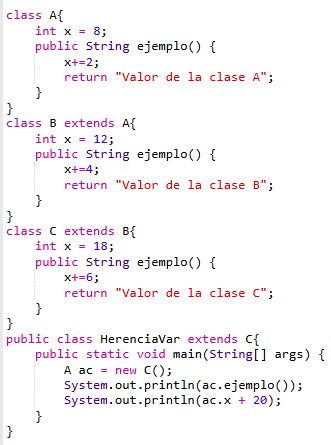 class A{
    int x = 8;
    public String ejemplo() {
        x+=2;
        return "Valor de la clase A";
    }
}
class B extends A{
    int x = 12;
    public String ejemplo() {
        x+=4;
        return "Valor de la clase B";
    }
}
class C extends B{
    int x = 18;
    public String ejemplo() {
        x+=6;
        return "Valor de la clase C";
    }
}
public class HerenciaVar extends C{
    public static void main(String[] args) {
        A ac = new C();
        System.out.println(ac.ejemplo());
        System.out.println(ac.x + 20);
    }
}